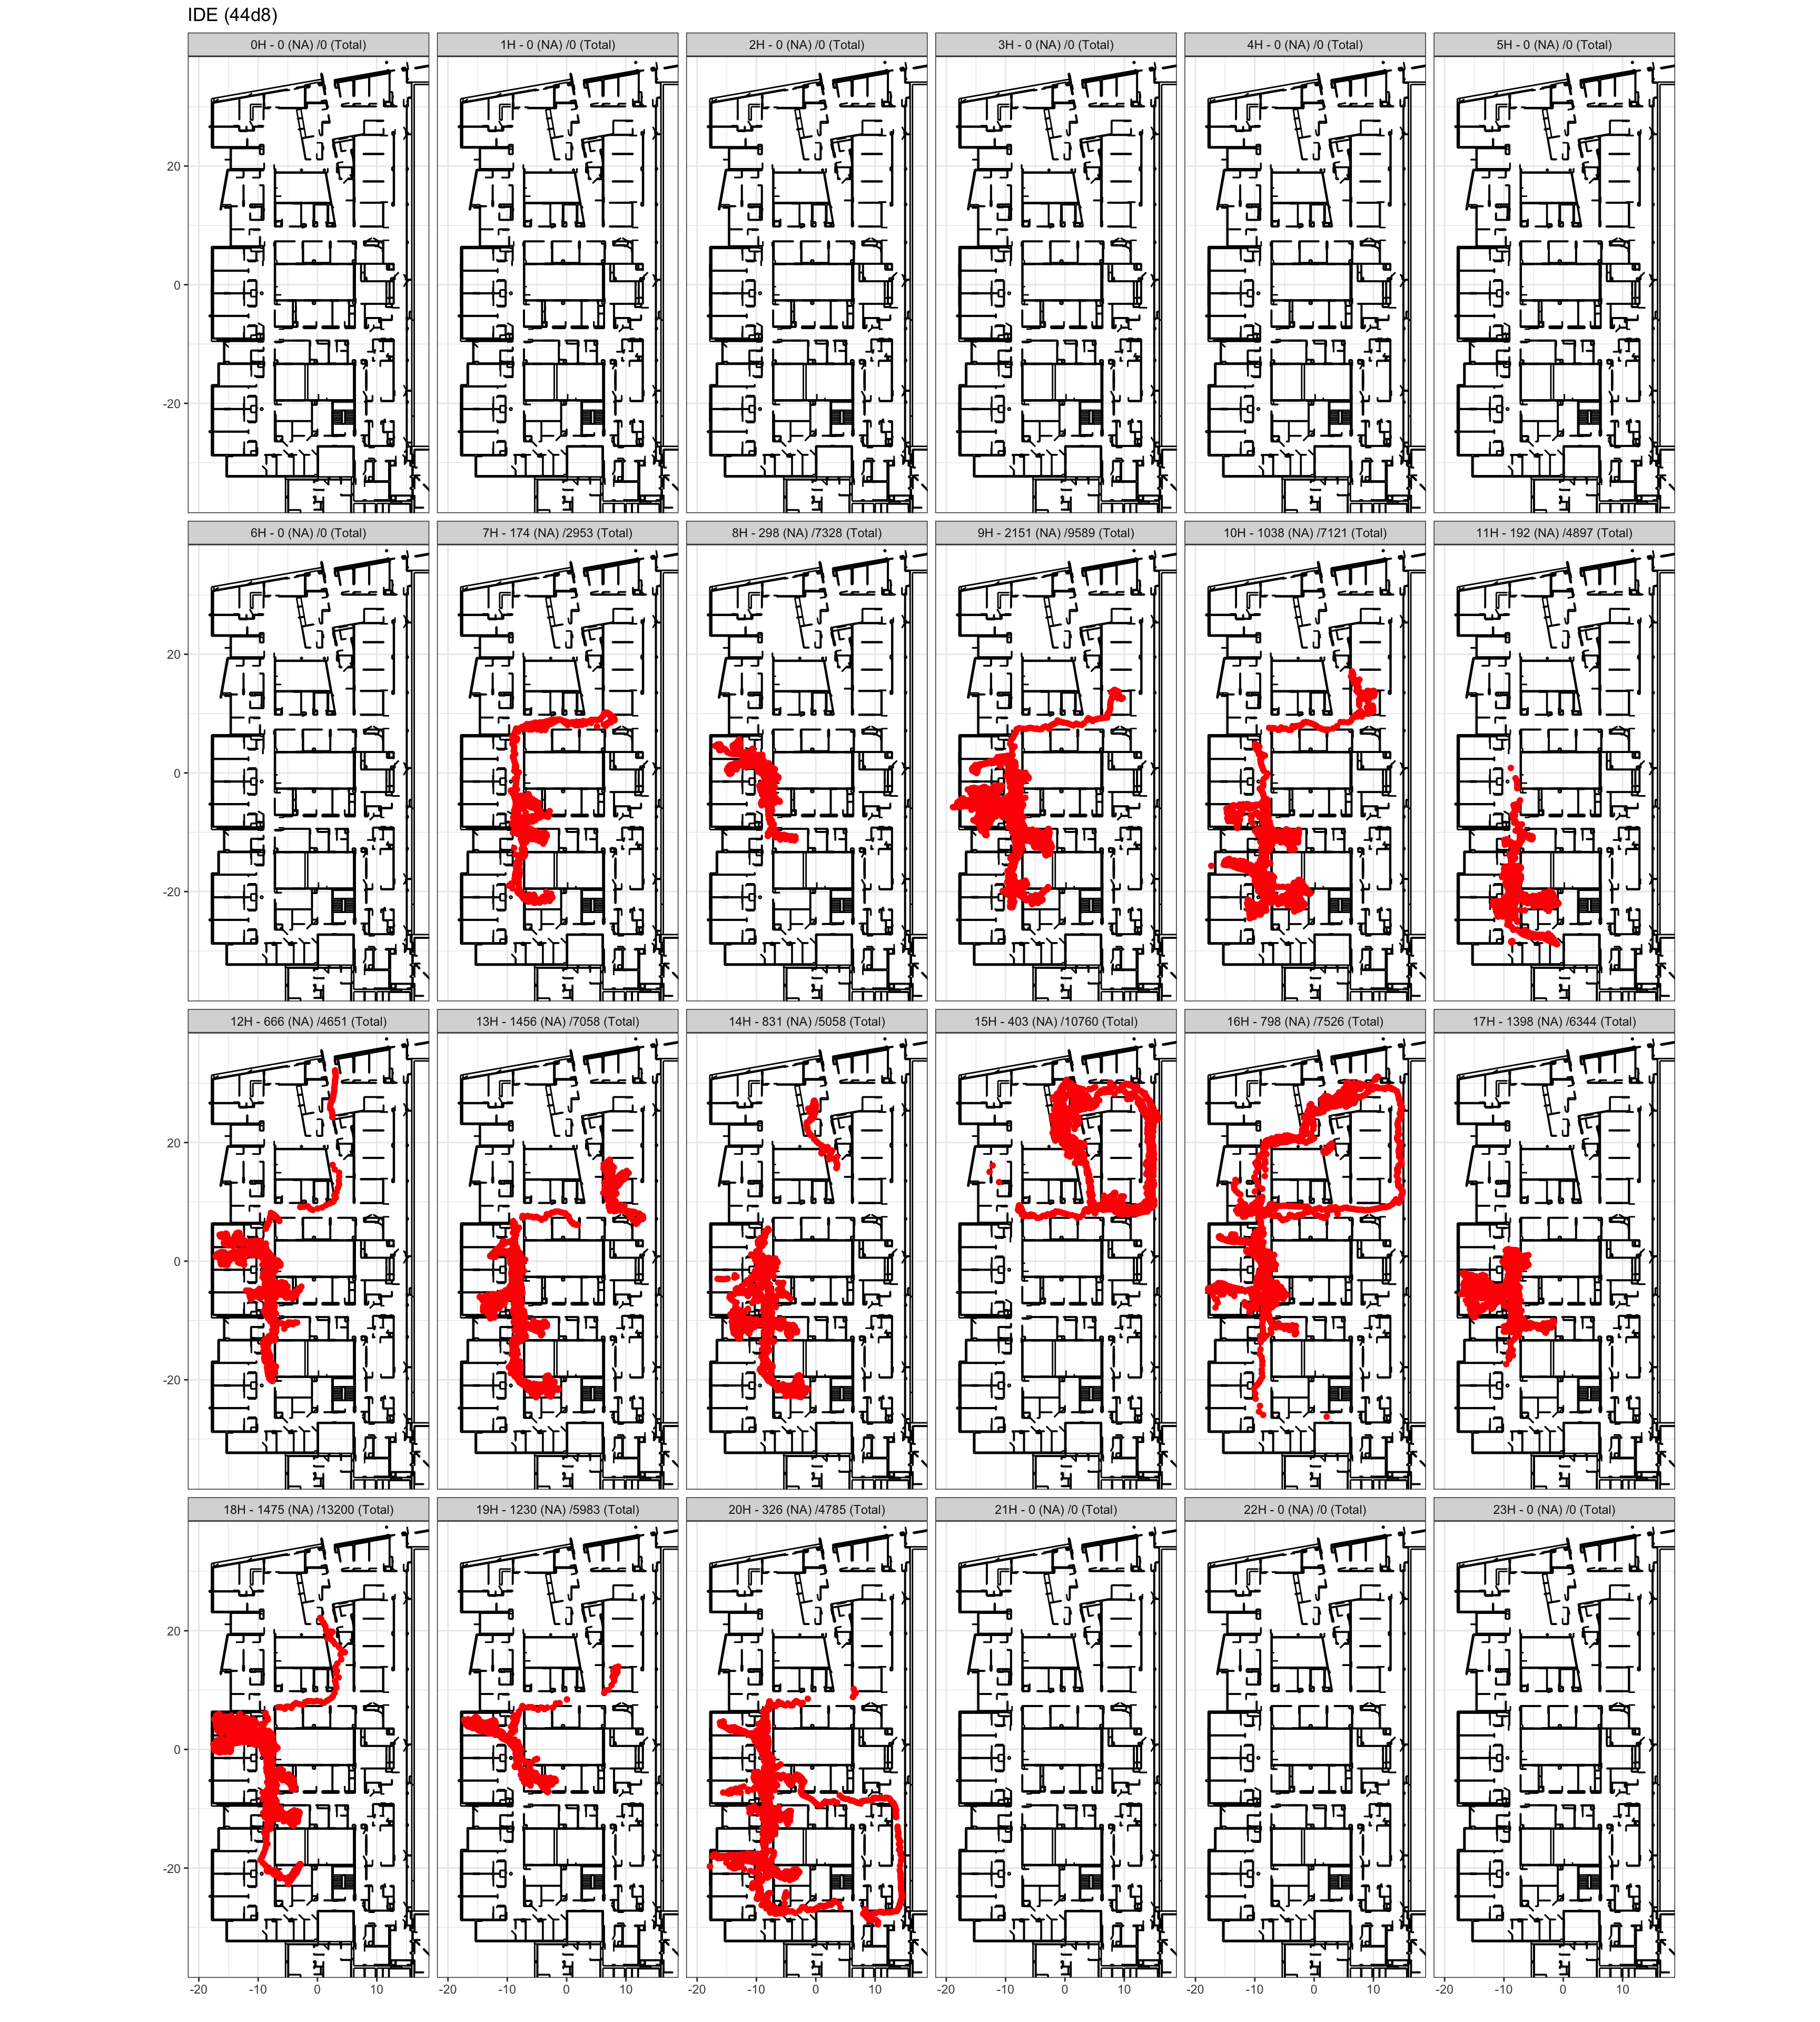 IDE (44d8)
0H - 0 (NA) /0 (Total) 1H - 0 (NA) /0 (Total) 2H - 0 (NA) /0 (Total) 3H - 0 (NA) /0 (Total) 4H - 0 (NA) /0 (Total) 5H - 0 (NA) /0 (Total)
20
0
-20
6H - 0 (NA) /0 (Total) 7H - 174 (NA) /2953 (Total) 8H - 298 (NA) /7328 (Total) 9H - 2151 (NA) /9589 (Total) 10H - 1038 (NA) /7121 (Total) 11H - 192 (NA) /4897 (Total)
20
0
-20
12H - 666 (NA) /4651 (Total) 13H - 1456 (NA) /7058 (Total) 14H - 831 (NA) /5058 (Total) 15H - 403 (NA) /10760 (Total) 16H - 798 (NA) /7526 (Total) 17H - 1398 (NA) /6344 (Total)
20
0
-20
18H - 1475 (NA) /13200 (Total) 19H - 1230 (NA) /5983 (Total) 20H - 326 (NA) /4785 (Total) 21H - 0 (NA) /0 (Total) 22H - 0 (NA) /0 (Total) 23H - 0 (NA) /0 (Total)
20
0
-20
-20 -10 0 10 -20 -10 0 10 -20 -10 0 10 -20 -10 0 10 -20 -10 0 10 -20 -10 0 10